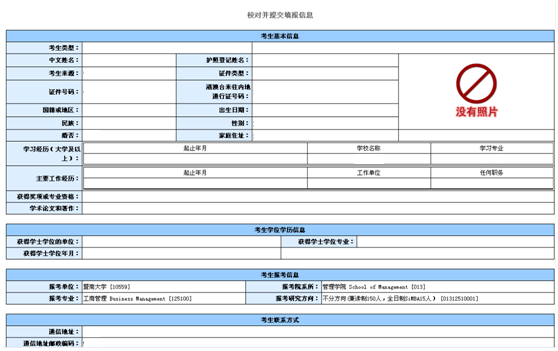 校对并提交填报信息
考生基本信息
考生类型：
中文姓名： 护照登记姓名：
考生来源： 证件类型：
证件号码： 港澳台来往内地通行证号码：
国籍或地区： 出生日期：
民族： 性别：
婚否： 家庭住址：
没有照片
学习经历（大学及以上）： 起止年月 学校名称 学习专业
主要工作经历： 起止年月 工作单位 任何职务
获得奖项或专业资格：
学术论文和著作：
考生学位学历信息
获得学士学位的单位： 获得学士学位专业：
获得学士学位年月：
考生报考信息
报考单位： 暨南大学 [10559] 报考院系所： 管理学院 School of Management [013]
报考专业： 工商管理 Business Management [125100] 报考研究方向： 不分方向(兼读制150人，全日制SiMBA15人) [01312510001]
考生联系方式
通信地址：
通信地址邮政编码：